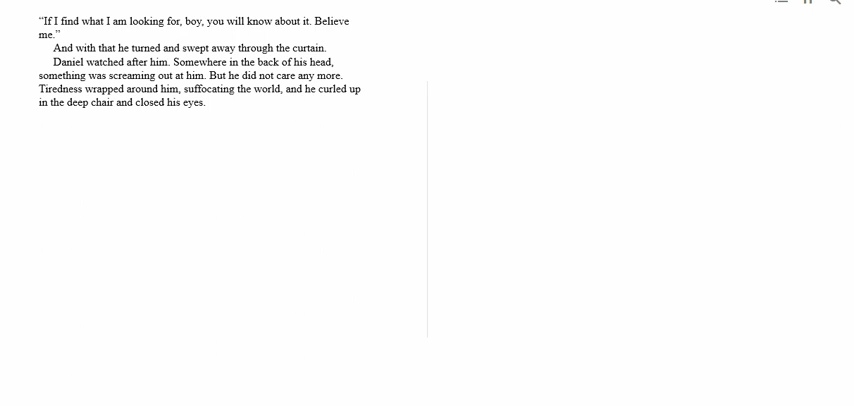 “If I find what I am looking for, boy, you will know about it. Believe
me.”
And with that he turned and swept away through the curtain.
Daniel watched after him. Somewhere in the back of his head,
something was screaming out at him. But he did not care any more.
Tiredness wrapped around him, suffocating the world, and he curled up
in the deep chair and closed his eyes.